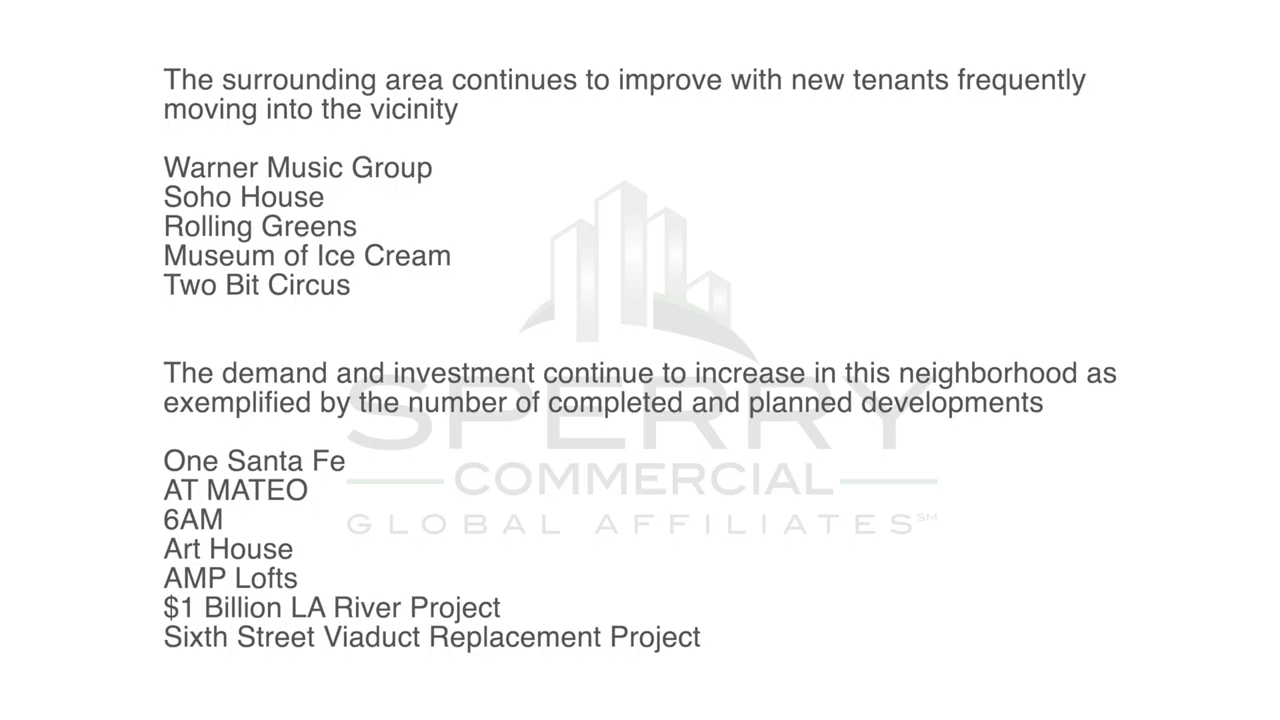 The surrounding area continues to improve with new tenants frequently
moving into the vicinity
Warner Music Group
Soho House
Rolling Greens
Museum of Ice Cream
Two Bit Circus
The demand and investment continue to increase in this neighborhood as
exemplified by the number of completed and planned developments
One Santa Fe
AT MATEO
6AM
Art House
AMP Lofts
$1 Billion LA River Project
Sixth Street Viaduct Replacement Project
SPERRY
COMMERCIAL
GLOBAL AFFILIATES℠